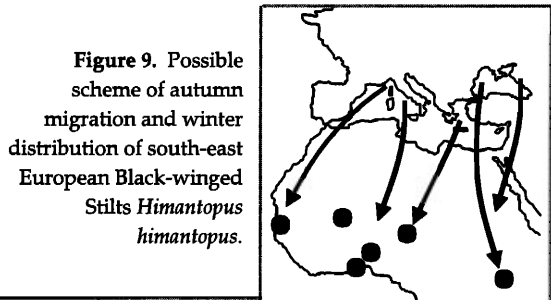 Figure 9. Possible
scheme of autumn
migration and winter
distribution of south-east
European Black-winged
Stilts Himantopus
himantopus.